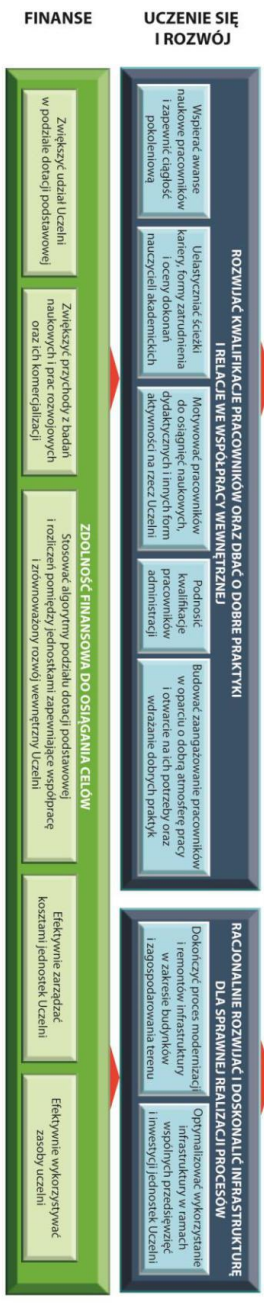 UCZENIE SIĘ
I ROZWÓJ
ROZWIJAĆ KWALIFIKACJE PRACOWNIKÓW ORAZ DBAĆ O DOBRE PRAKTYKI
I RELACJE WE WSPÓŁPRACY WEWNĘTRZNEJ
Wspierać awanse
naukowe pracowników
i zapewnić ciągłość
pokoleniową
Uelastyczniać ścieżki
kariery, formy zatrudnienia
i oceny dokonań
nauczycieli akademickich
Motywować pracowników
do osiągnięć naukowych,
dydaktycznych i innych form
aktywności na rzecz Uczelni
Podnosić
kwalifikacje
pracowników
administracji
Budować zaangażowanie pracowników
w oparciu o dobrą atmosferę pracy
i otwarcie na ich potrzeby oraz
wdrażanie dobrych praktyk
RACJONALNIE ROZWIJAĆ I DOSKONALIĆ INFRASTRUKTURĘ
DLA SPRAWNEJ REALIZACJI PROCESÓW
Dokończyć proces modernizacji
i remontów infrastruktury
w zakresie budynków
i zagospodarowania terenu
Optymalizować wykorzystanie
infrastruktury w ramach
wspólnych przedsięwzięć
i inwestycji jednostek Uczelni
FINANSE
ZDOLNOŚĆ FINANSOWA DO OSIĄGANIA CELÓW
Zwiększyć udział Uczelni
w podziale dotacji podstawowej
Zwiększyć przychody z badań
naukowych i prac rozwojowych
oraz ich komercjalizacji
Stosować algorytmy podziału dotacji podstawowej
i rozliczeń pomiędzy jednostkami zapewniające współpracę
i zrównoważony rozwój wewnętrzny Uczelni
Efektywnie zarządzać
kosztami jednostek Uczelni
Efektywnie wykorzystywać
zasoby uczelni